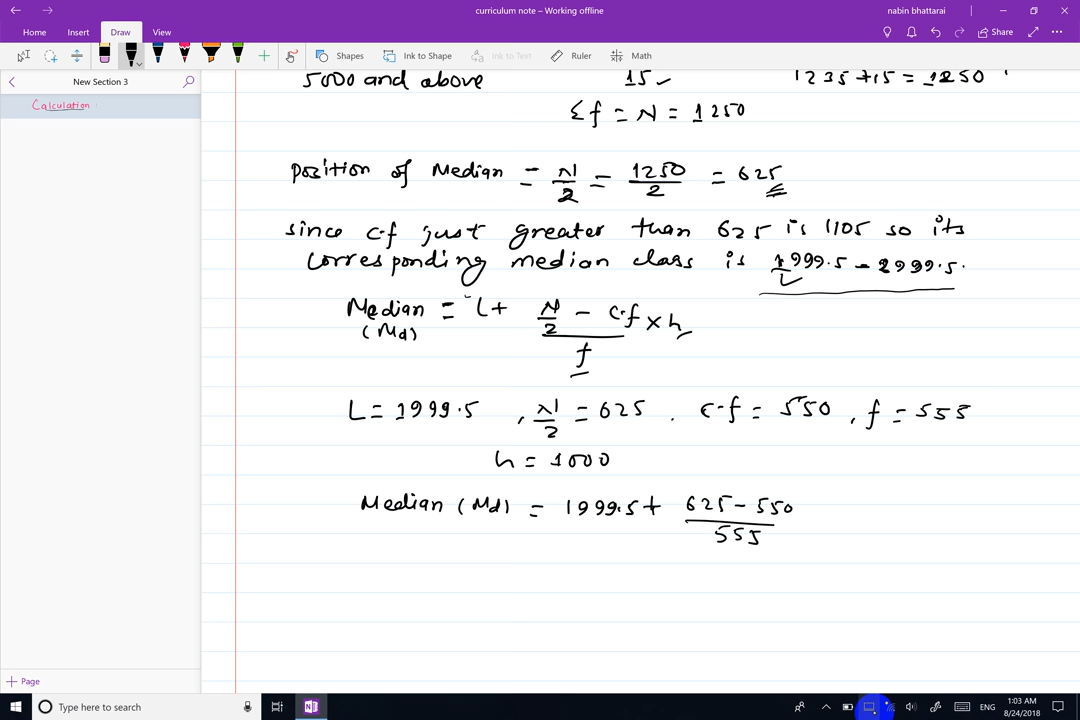 curriculum note – Working offline
nabin bhattarai
Home Insert Draw View
Share
Shapes Ink to Shape Ink to Text Ruler Math
New Section 3
Calculation
5000 and above 15 1235+15 = 1250
Σf = N = 1250
position of Median = N/2 = 1250/2 = 625
since c.f just greater than 625 is 1105 so its
corresponding median class is 1999.5 - 2999.5.
Median = L + (N/2 - c.f)/f × h
(Md)
L = 1999.5 , N/2 = 625 . c.f = 550 , f = 555
h = 1000
Median (Md) = 1999.5 + (625 - 550)/555
Page
Type here to search
ENG
1:03 AM
8/24/2018